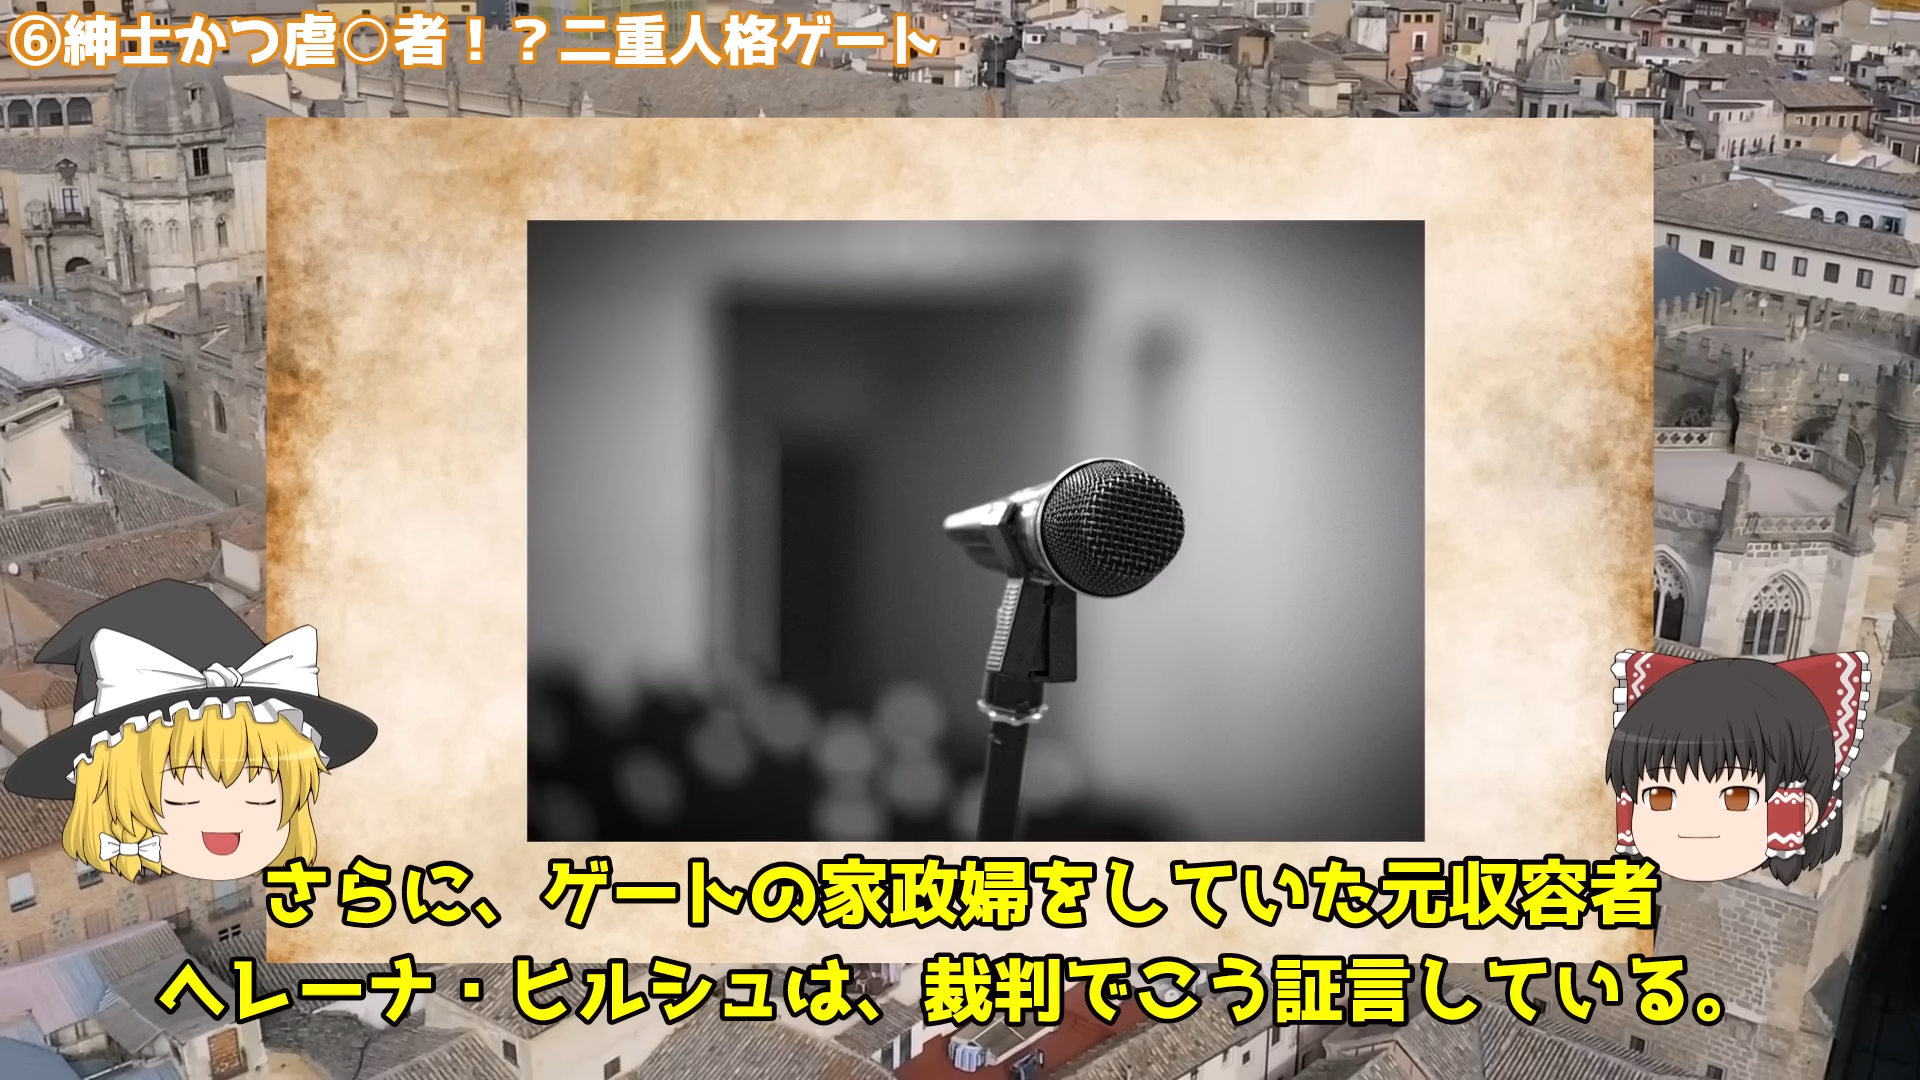 ⑥紳士かつ虐○者！？二重人格ゲート
さらに、ゲートの家政婦をしていた元収容者
ヘレーナ・ヒルシュは、裁判でこう証言している。